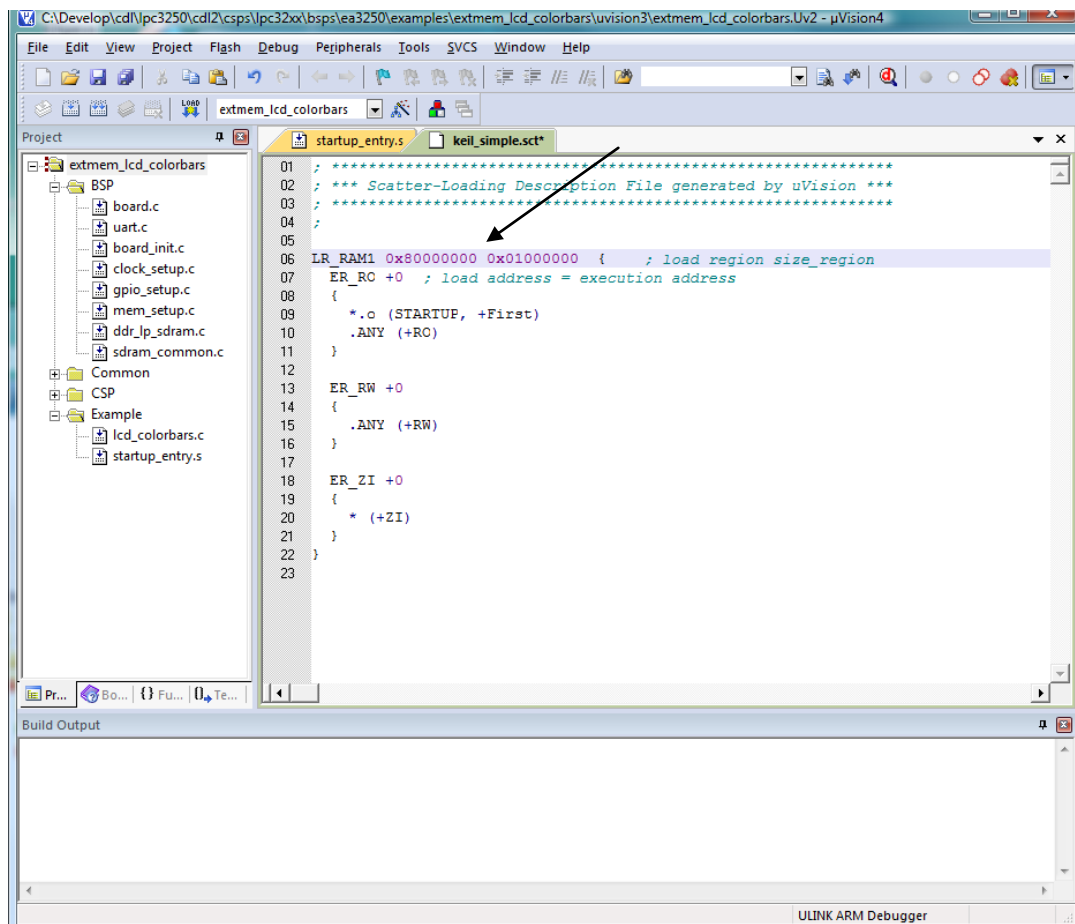 C:\Develop\cdl\lpc3250\cdl2\csps\lpc32xx\bsps\ea3250\examples\extmem_lcd_colorbars\uvision3\extmem_lcd_colorbars.Uv2 - µVision4
File Edit View Project Flash Debug Peripherals Tools SVCS Window Help
LOAD extmem_lcd_colorbars
Project
startup_entry.s keil_simple.sct*
extmem_lcd_colorbars
BSP
board.c
uart.c
board_init.c
clock_setup.c
gpio_setup.c
mem_setup.c
ddr_lp_sdram.c
sdram_common.c
Common
CSP
Example
lcd_colorbars.c
startup_entry.s
01 ; *************************************************************
02 ; *** Scatter-Loading Description File generated by uVision ***
03 ; *************************************************************
04 ;
05
06 LR_RAM1 0x80000000 0x01000000 { ; load region size_region
07 ER_RO +0 ; load address = execution address
08 {
09 *.o (STARTUP, +First)
10 .ANY (+RO)
11 }
12
13 ER_RW +0
14 {
15 .ANY (+RW)
16 }
17
18 ER_ZI +0
19 {
20 * (+ZI)
21 }
22 }
23
Pr... Bo... {} Fu... 0 Te...
Build Output
ULINK ARM Debugger